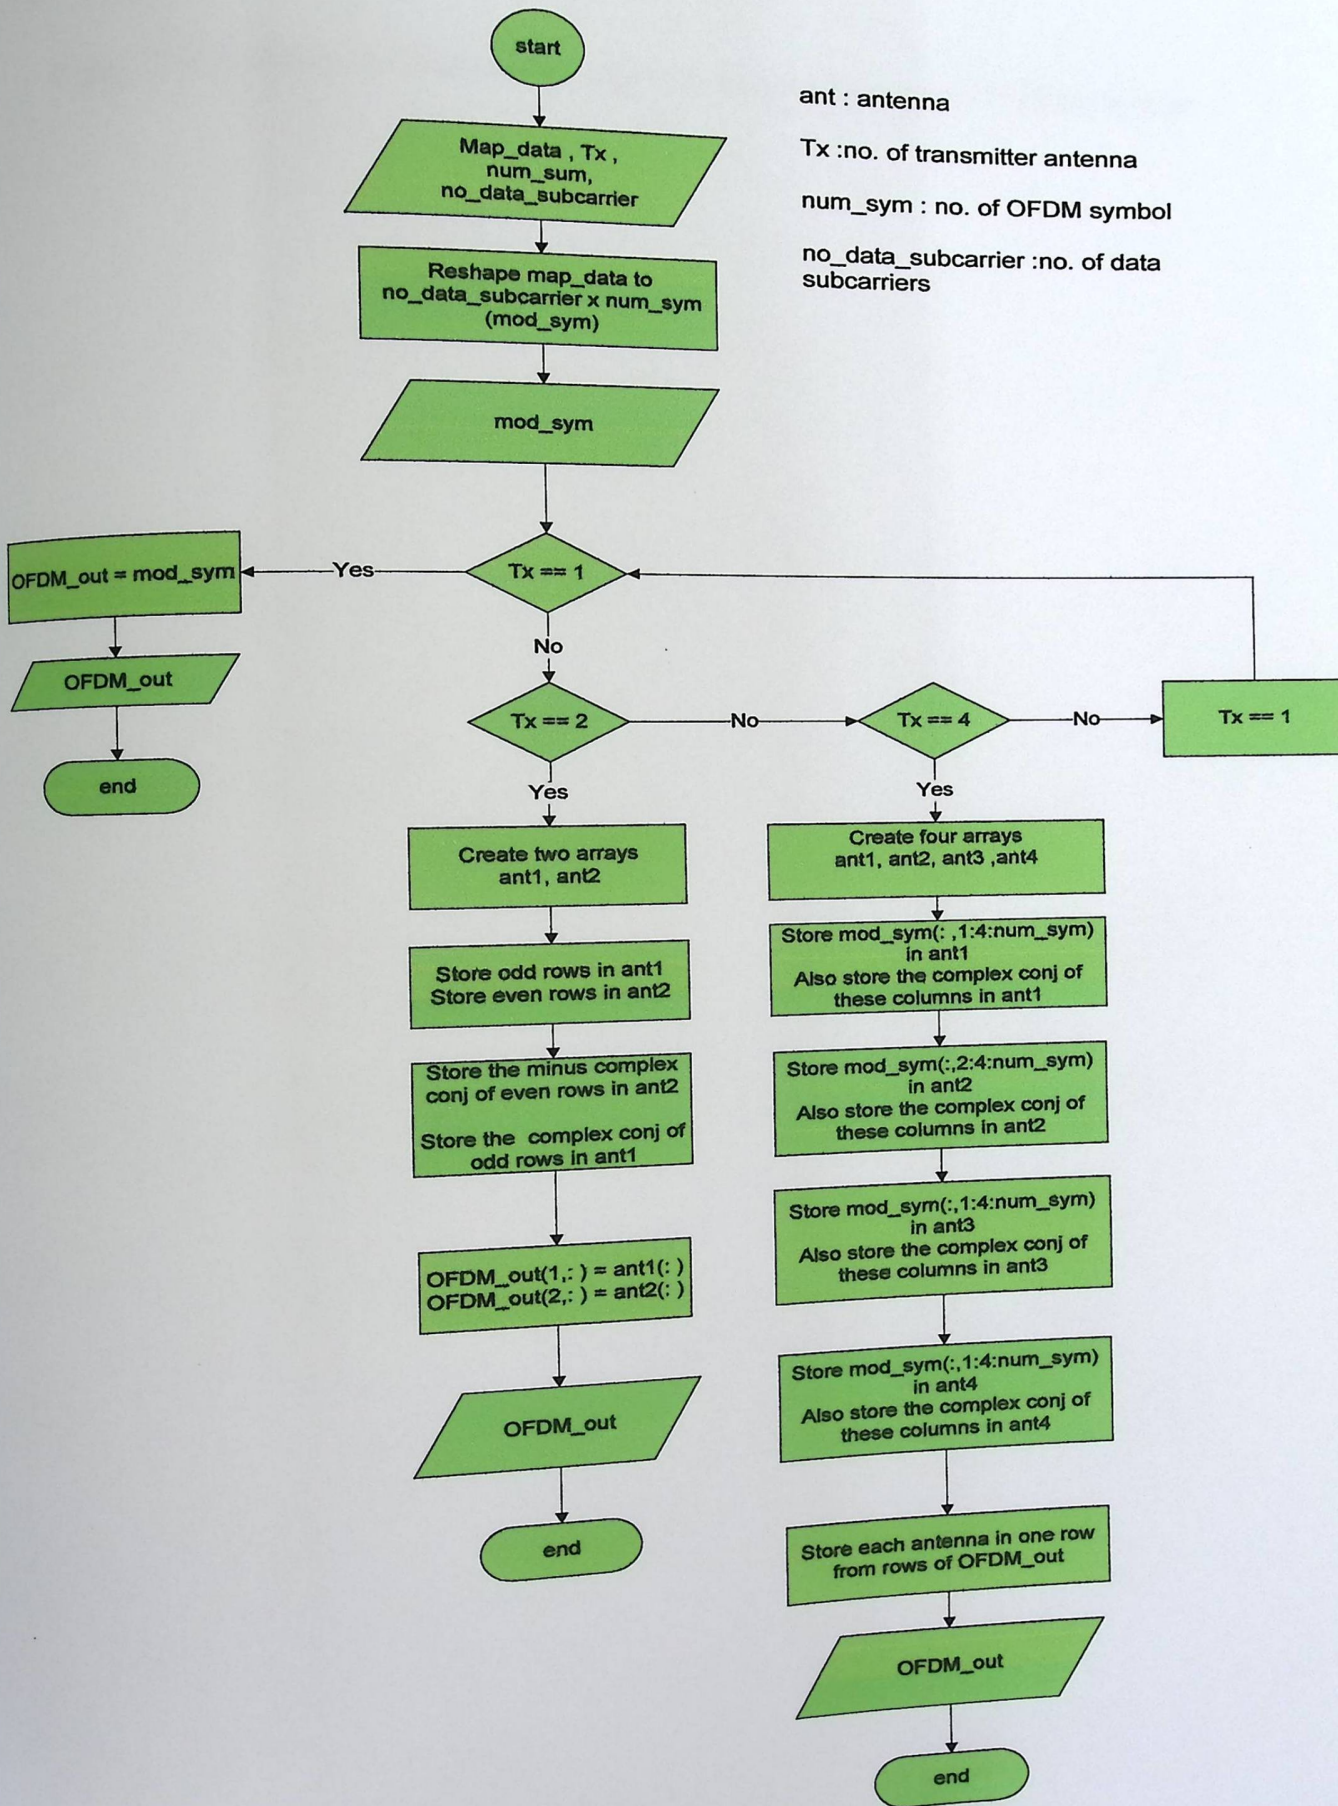 start
ant : antenna
Tx :no. of transmitter antenna
num_sym : no. of OFDM symbol
no_data_subcarrier :no. of data
subcarriers
Map_data , Tx ,
num_sum,
no_data_subcarrier
Reshape map_data to
no_data_subcarrier x num_sym
(mod_sym)
mod_sym
Tx == 1
Yes
OFDM_out = mod_sym
OFDM_out
end
No
Tx == 2
No
Tx == 4
No
Tx == 1
Yes
Create two arrays
ant1, ant2
Store odd rows in ant1
Store even rows in ant2
Store the minus complex
conj of even rows in ant2
Store the complex conj of
odd rows in ant1
OFDM_out(1,: ) = ant1(: )
OFDM_out(2,: ) = ant2(: )
OFDM_out
end
Yes
Create four arrays
ant1, ant2, ant3 ,ant4
Store mod_sym(: ,1:4:num_sym)
in ant1
Also store the complex conj of
these columns in ant1
Store mod_sym(:,2:4:num_sym)
in ant2
Also store the complex conj of
these columns in ant2
Store mod_sym(:,1:4:num_sym)
in ant3
Also store the complex conj of
these columns in ant3
Store mod_sym(:,1:4:num_sym)
in ant4
Also store the complex conj of
these columns in ant4
Store each antenna in one row
from rows of OFDM_out
OFDM_out
end